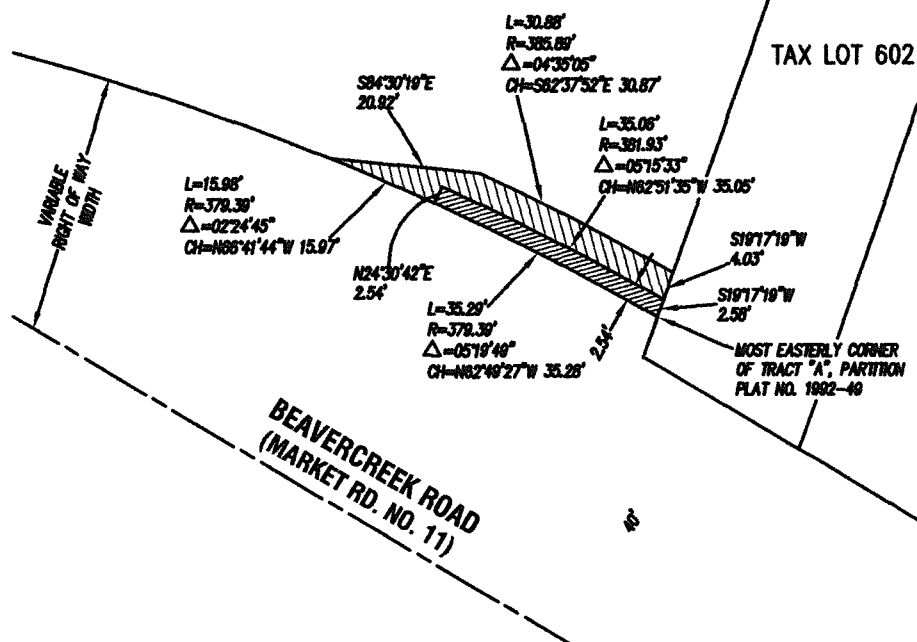 L=30.88'
R=385.89'
△=04°35'05"
CH=S62°37'52"E 30.87'
TAX LOT 602
S84°30'19"E
20.92'
L=35.06'
R=381.93'
△=05°15'33"
CH=N62°51'35"W 35.05'
VARIABLE
RIGHT OF WAY
WIDTH
L=15.98'
R=379.39'
△=02°24'45"
CH=N66°41'44"W 15.97'
S19°17'19"W
4.03'
N24°30'42"E
2.54'
S19°17'19"W
2.58'
L=35.29'
R=379.39'
△=05°19'49"
CH=N62°49'27"W 35.28'
2.54'
MOST EASTERLY CORNER
OF TRACT "A", PARTITION
PLAT NO. 1992-49
BEAVERCREEK ROAD
(MARKET RD. NO. 11)
40'